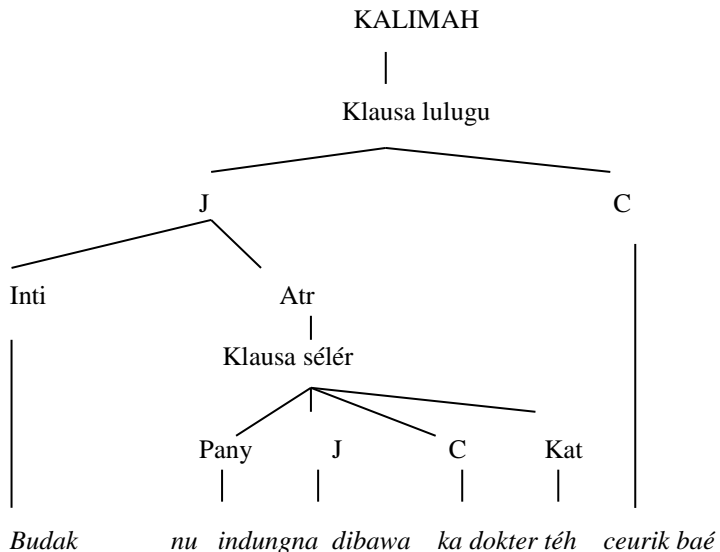 KALIMAH
Klausa lulugu
J C
Inti Atr
Klausa sélér
Pany J C Kat
Budak nu indungna dibawa ka dokter téh ceurik baé